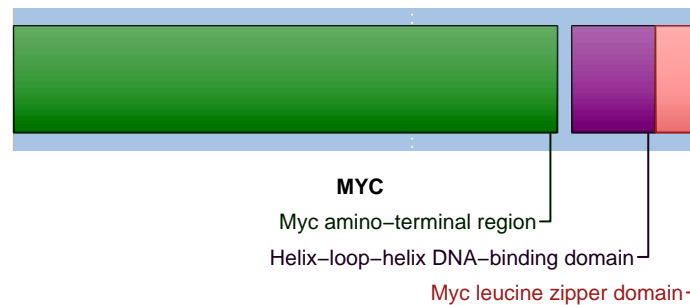 MYC
Myc amino−terminal region
Helix−loop−helix DNA−binding domain
Myc leucine zipper domain